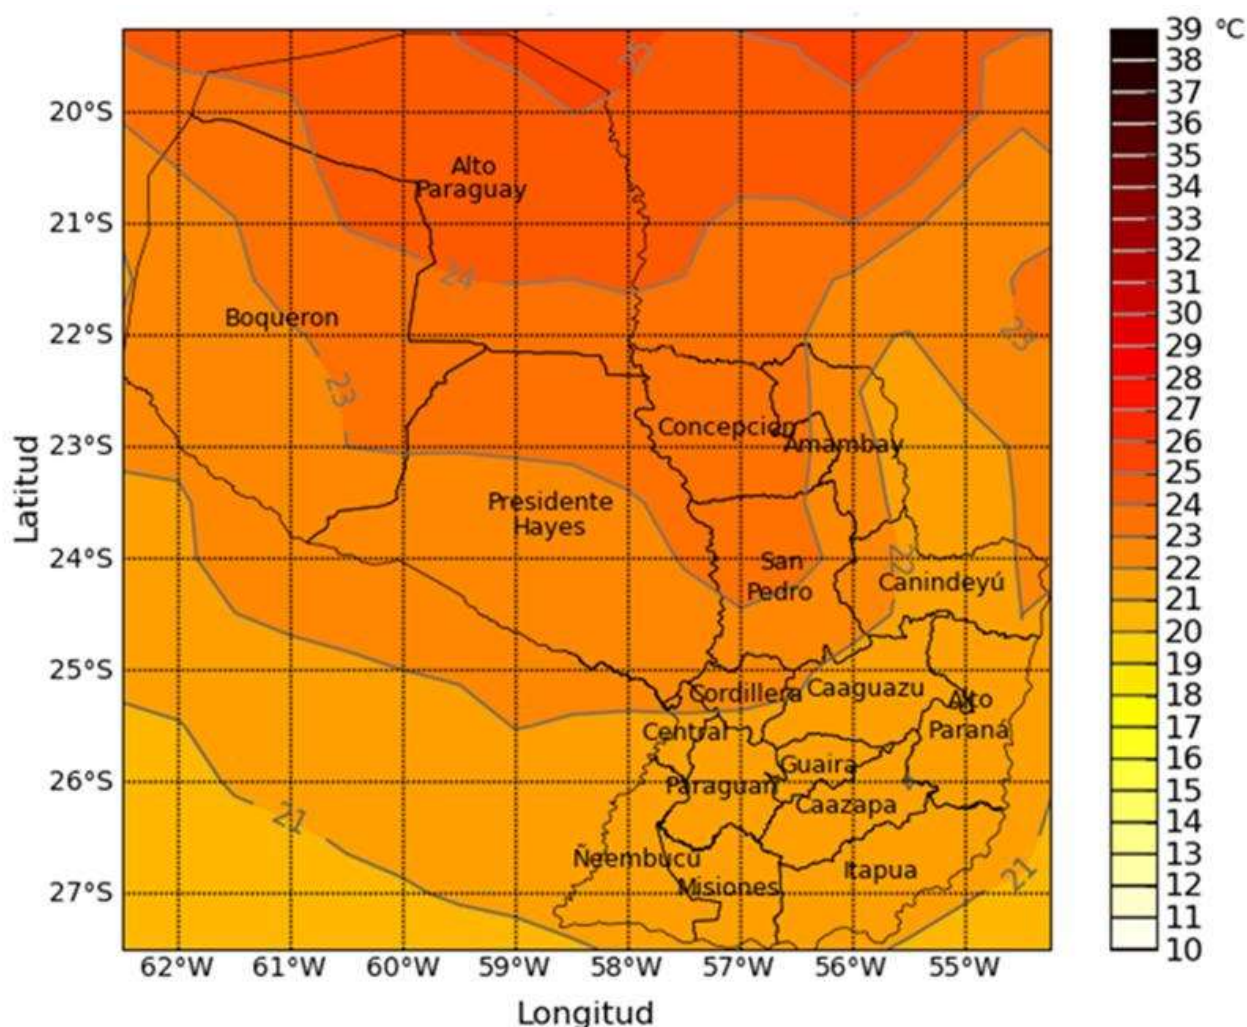 39 °C
38
37
36
35
34
33
32
31
30
29
28
27
26
25
24
23
22
21
20
19
18
17
16
15
14
13
12
11
10
20°S
21°S
22°S
23°S
24°S
25°S
26°S
27°S
Latitud
25
Alto
Paraguay
24
Boqueron
23
23
Concepcion
Amambay
Presidente
Hayes
San
Pedro
22
Canindeyú
Cordillera
Caaguazu
Alto
Paraná
Central
Guaira
Paraguari
Caazapa
21
Ñeembucu
Misiones
Itapua
21
62°W 61°W 60°W 59°W 58°W 57°W 56°W 55°W
Longitud